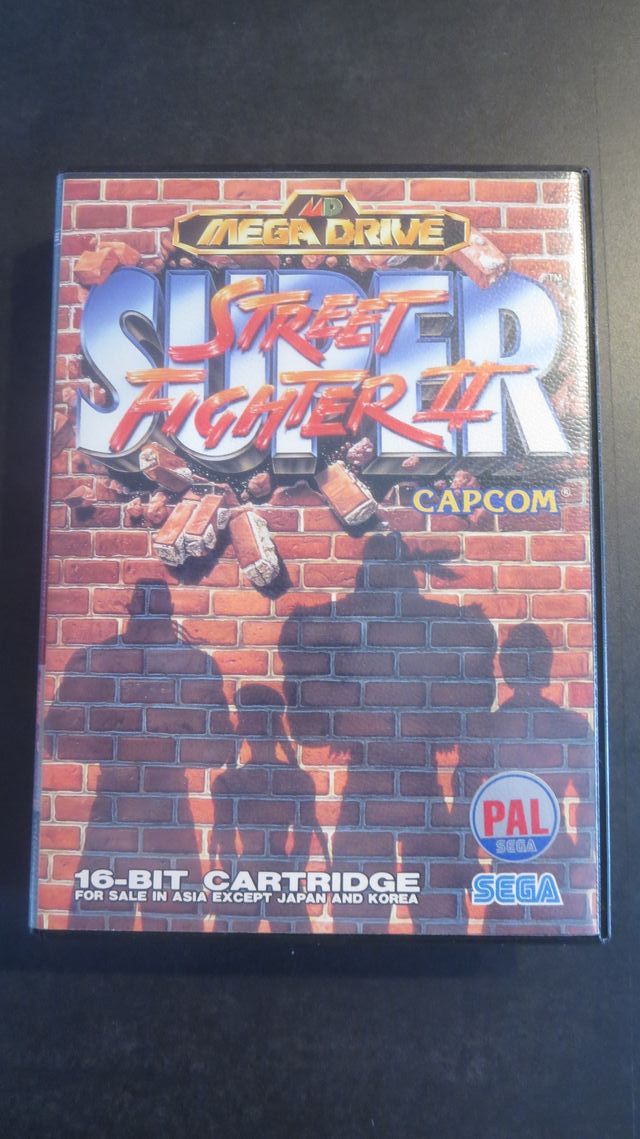 MD
MEGA DRIVE
SUPER
STREET
FIGHTER II
TM
CAPCOM®
PAL
SEGA
16-BIT CARTRIDGE
FOR SALE IN ASIA EXCEPT JAPAN AND KOREA
SEGA